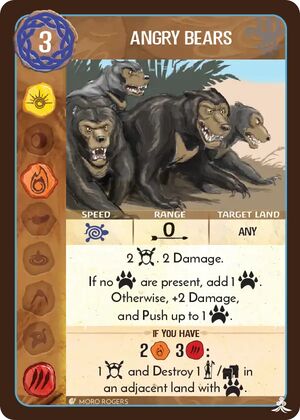 3
ANGRY BEARS
SPEED RANGE TARGET LAND
0 ANY
2 . 2 Damage.
If no are present, add 1 .
Otherwise, +2 Damage,
and Push up to 1 .
IF YOU HAVE
2 3 :
1 and Destroy 1 /
in an adjacent land with
MORO ROGERS